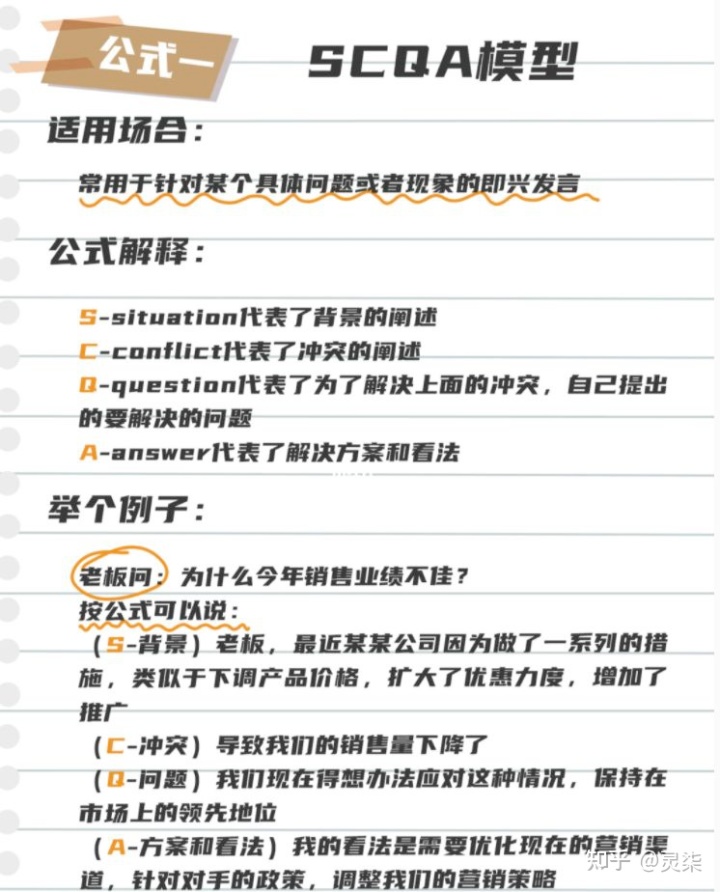 公式一
SCQA模型
适用场合：
常用于针对某个具体问题或者现象的即兴发言
公式解释：
S-situation代表了背景的阐述
C-conflict代表了冲突的阐述
Q-question代表了为了解决上面的冲突，自己提出
的要解决的问题
A-answer代表了解决方案和看法
举个例子：
老板问：为什么今年销售业绩不佳？
按公式可以说：
（S-背景）老板，最近某某公司因为做了一系列的措
施，类似于下调产品价格，扩大了优惠力度，增加了
推广
（C-冲突）导致我们的销售量下降了
（Q-问题）我们现在得想办法应对这种情况，保持在
市场上的领先地位
（A-方案和看法）我的看法是需要优化现在的营销渠
道，针对对手的政策，调整我们的营销策略
知乎 @灵柒